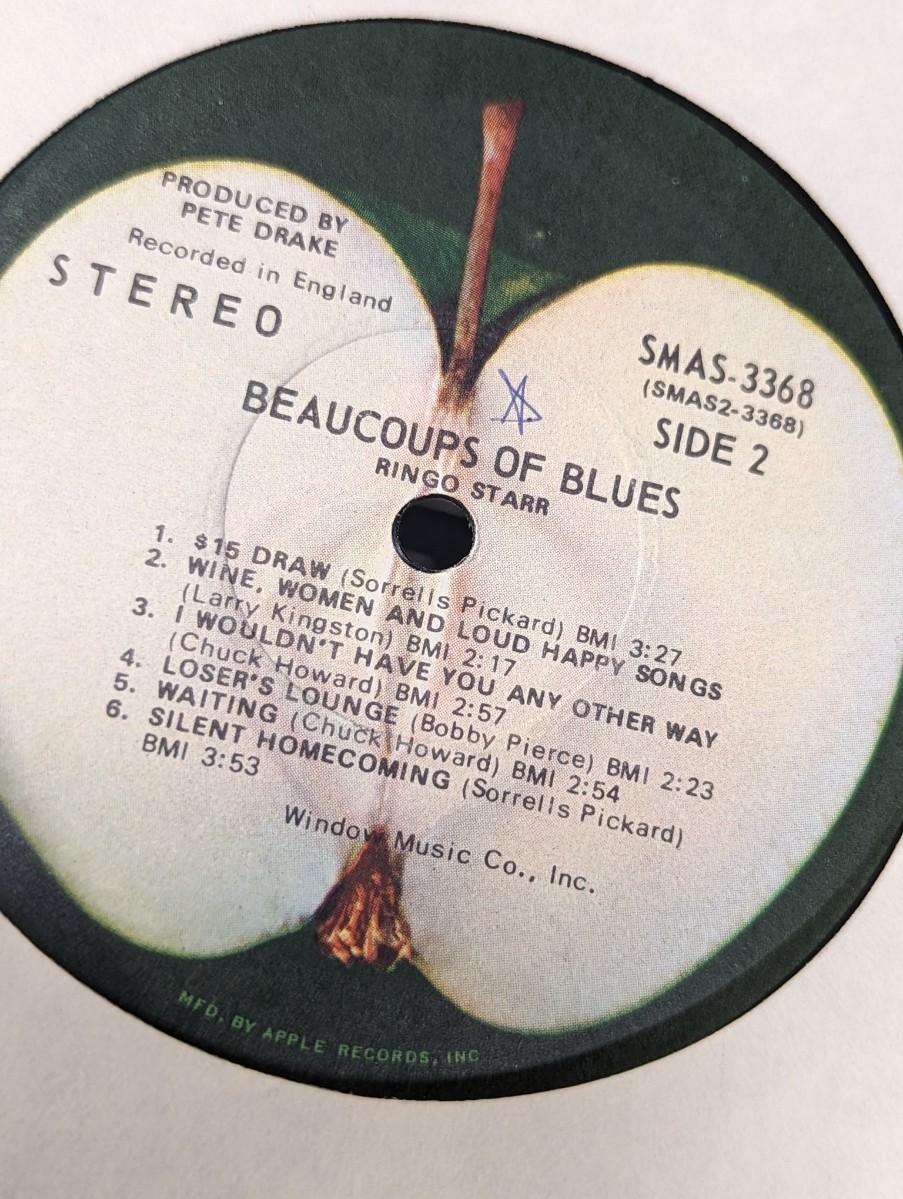 PRODUCED BY
PETE DRAKE
Recorded in England
STEREO
SMAS-3368
(SMAS2-3368)
SIDE 2
BEAUCOUPS OF BLUES
RINGO STARR
1. $15 DRAW (Sorrells Pickard) BMI 3:27
2. WINE, WOMEN AND LOUD HAPPY SONGS
(Larry Kingston) BMI 2:17
3. I WOULDN'T HAVE YOU ANY OTHER WAY
(Chuck Howard) BMI 2:57
4. LOSER'S LOUNGE (Bobby Pierce) BMI 2:23
5. WAITING (Chuck Howard) BMI 2:54
6. SILENT HOMECOMING (Sorrells Pickard)
BMI 3:53
Window Music Co., Inc.
MFD. BY APPLE RECORDS, INC